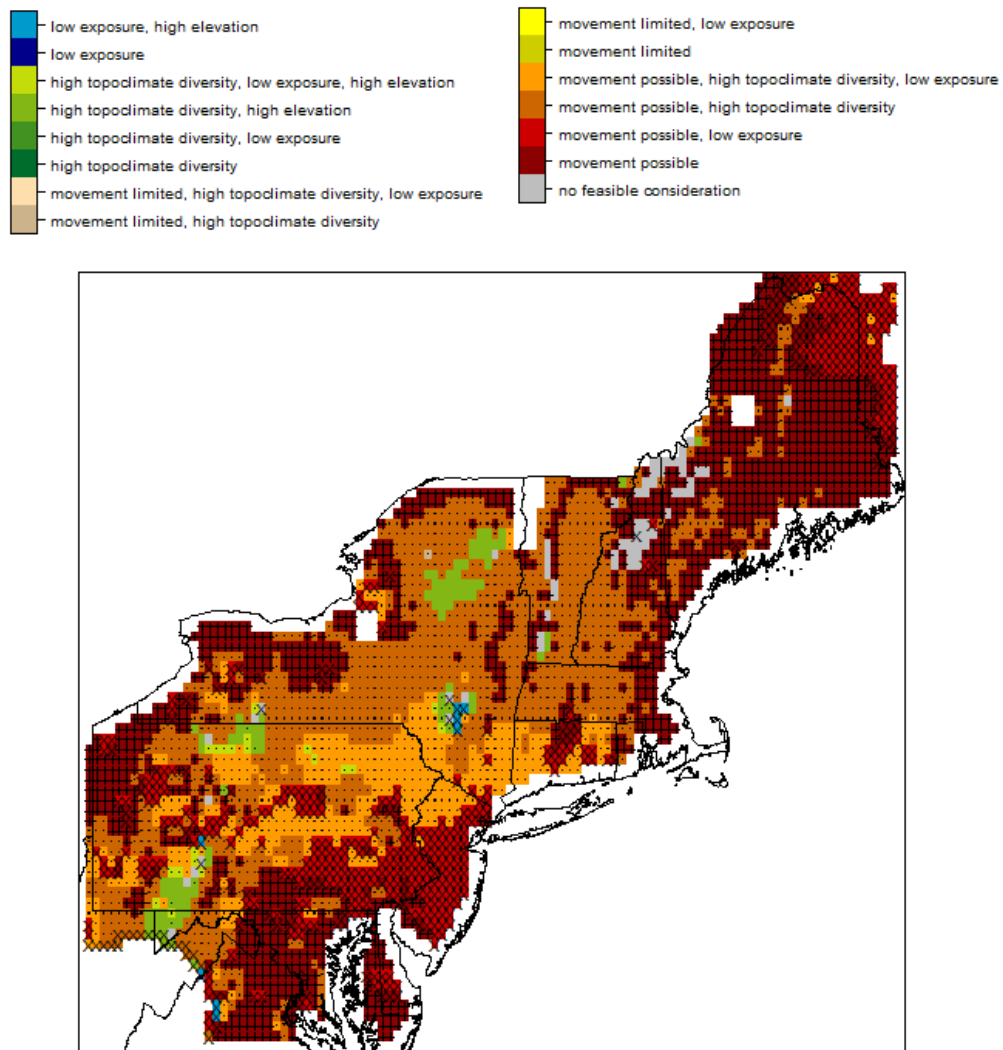 low exposure, high elevation
low exposure
high topoclimate diversity, low exposure, high elevation
high topoclimate diversity, high elevation
high topoclimate diversity, low exposure
high topoclimate diversity
movement limited, high topoclimate diversity, low exposure
movement limited, high topoclimate diversity
movement limited, low exposure
movement limited
movement possible, high topoclimate diversity, low exposure
movement possible, high topoclimate diversity
movement possible, low exposure
movement possible
no feasible consideration